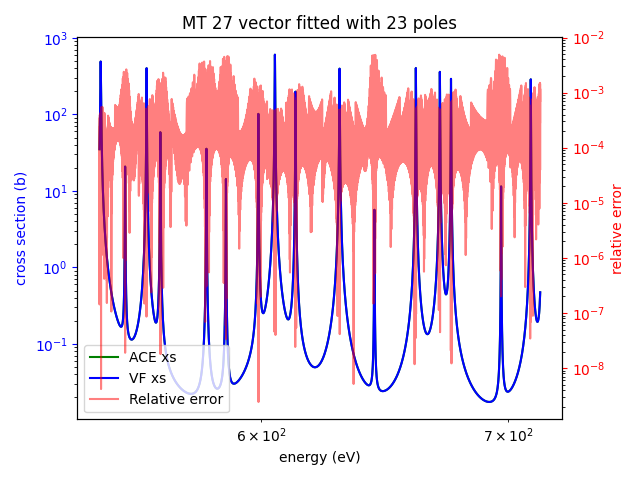 MT 27 vector fitted with 23 poles
10³
10²
10¹
10⁰
10⁻¹
cross section (b)
10⁻²
10⁻³
10⁻⁴
10⁻⁵
10⁻⁶
10⁻⁷
10⁻⁸
relative error
ACE xs
VF xs
Relative error
6 × 10²
7 × 10²
energy (eV)